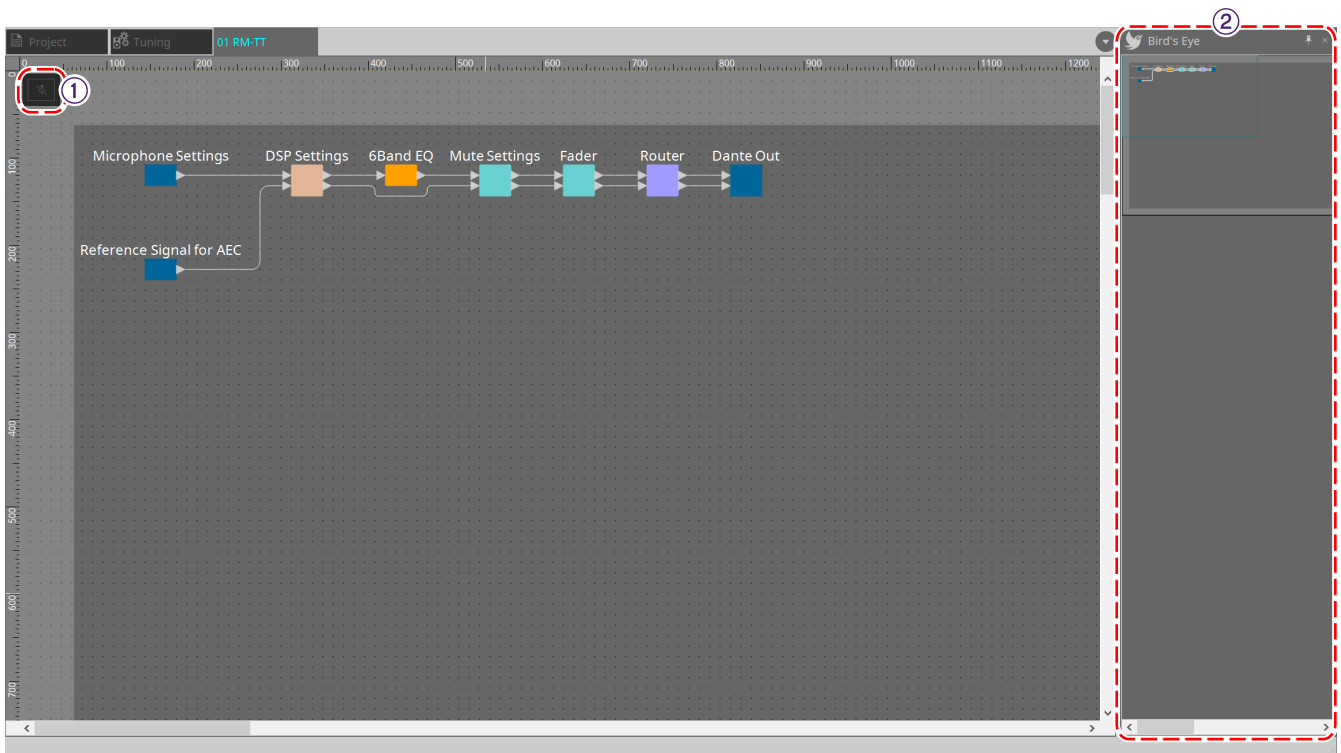 ②
Project
Tuning
01 RM-TT
Bird's Eye
0 100 200 300 400 500 600 700 800 900 1000 1100 1200
①
0
100
200
300
400
500
600
700
Microphone Settings DSP Settings 6Band EQ Mute Settings Fader Router Dante Out
Reference Signal for AEC